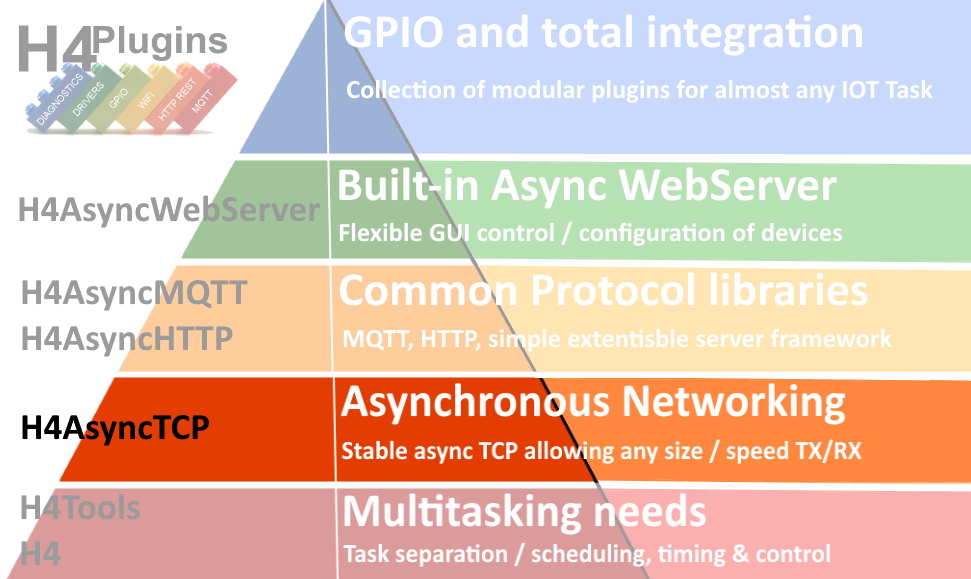 H4Plugins
DIAGNOSTICS
DRIVERS
GPIO
WiFi
HTTP REST
MQTT
GPIO and total integration
Collection of modular plugins for almost any IOT Task
H4AsyncWebServer
Built-in Async WebServer
Flexible GUI control / configuration of devices
H4AsyncMQTT
H4AsyncHTTP
Common Protocol libraries
MQTT, HTTP, simple extentisble server framework
H4AsyncTCP
Asynchronous Networking
Stable async TCP allowing any size / speed TX/RX
H4Tools
H4
Multitasking needs
Task separation / scheduling, timing & control